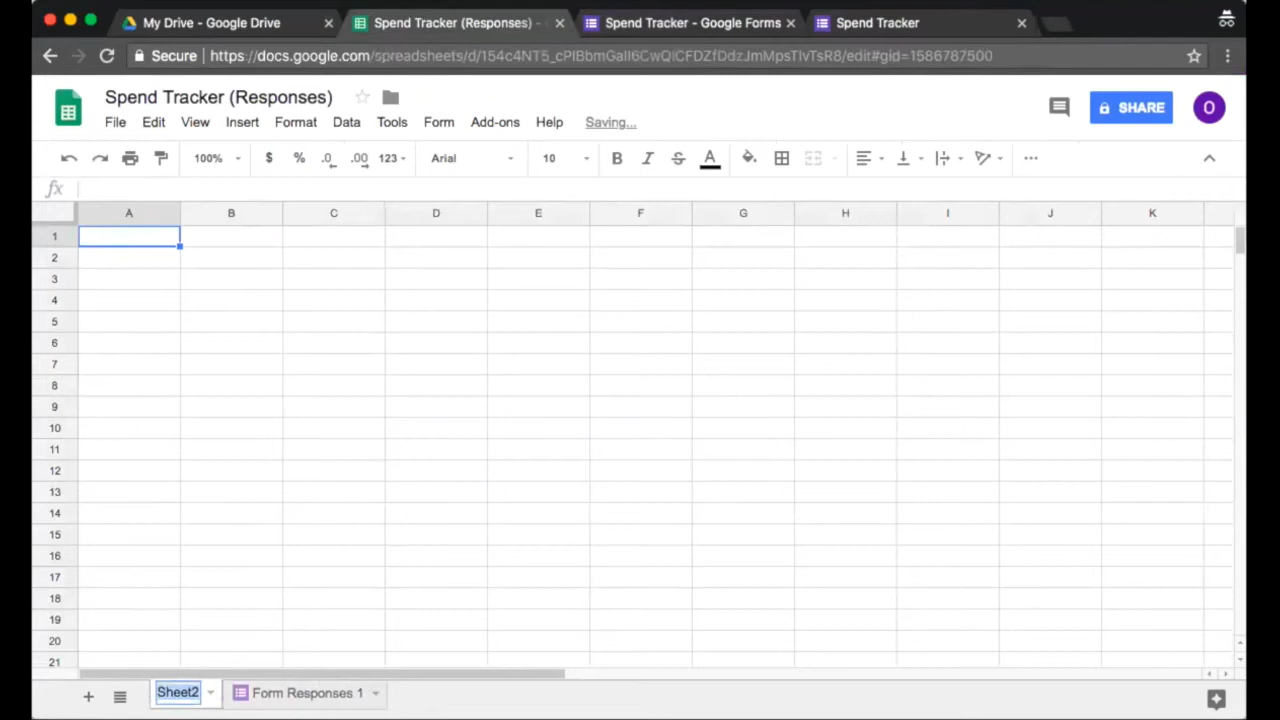 My Drive - Google Drive
Spend Tracker (Responses) -
Spend Tracker - Google Forms
Spend Tracker
Secure
Spend Tracker (Responses)
File Edit View Insert Format Data Tools Form Add-ons Help Saving...
SHARE
O
100% $ % .0 .00 123 Arial 10 B I S A
fx
A B C D E F G H I J K
1
2
3
4
5
6
7
8
9
10
11
12
13
14
15
16
17
18
19
20
21
Sheet2
Form Responses 1